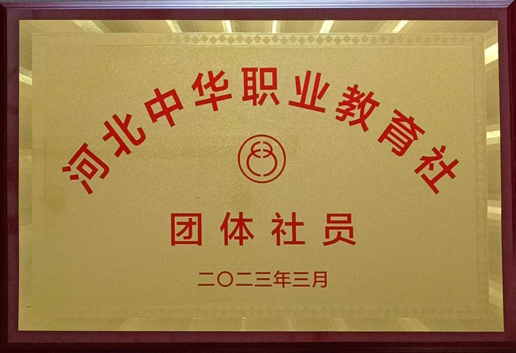 河北中华职业教育社
团体社员
二〇二三年三月